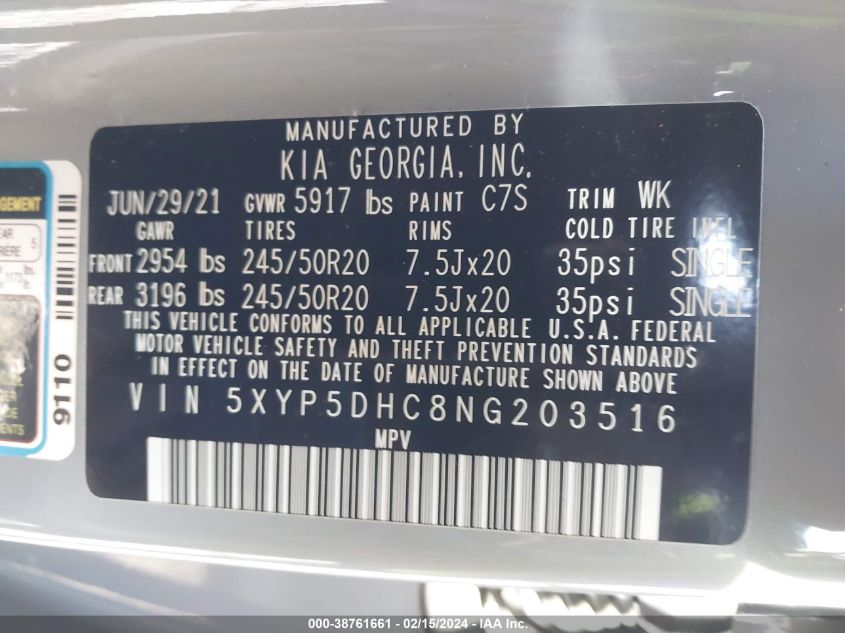 MANUFACTURED BY
KIA GEORGIA, INC.
JUN/29/21 GVWR 5917 lbs PAINT C7S TRIM WK
GAWR TIRES RIMS COLD TIRE INFL
FRONT 2954 lbs 245/50R20 7.5Jx20 35psi SINGLE
REAR 3196 lbs 245/50R20 7.5Jx20 35psi SINGLE
THIS VEHICLE CONFORMS TO ALL APPLICABLE U.S.A. FEDERAL
MOTOR VEHICLE SAFETY AND THEFT PREVENTION STANDARDS
IN EFFECT ON THE DATE OF MANUFACTURE SHOWN ABOVE
VIN 5XYP5DHC8NG203516
MPV
9110
000-38761661 - 02/15/2024 - IAA Inc.